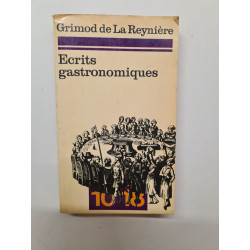 Grimod de La Reynière
Ecrits
gastronomiques
10
18